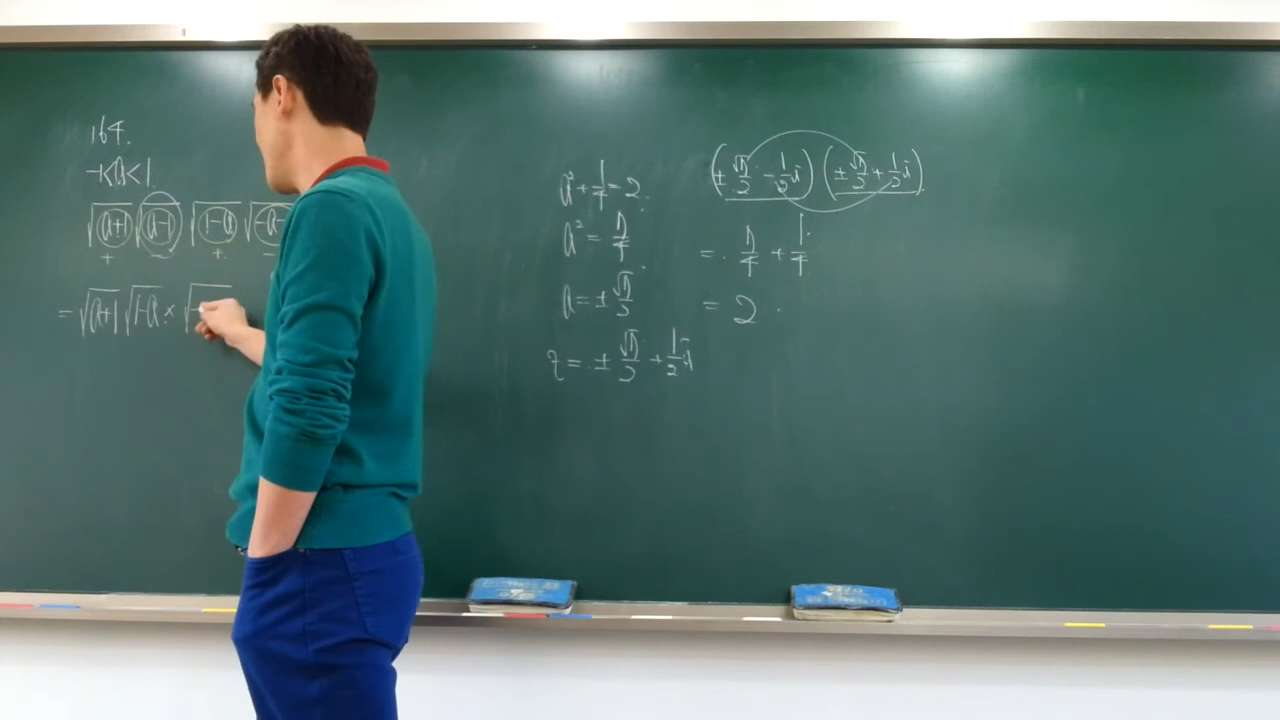 164.
-1<a<1
√(a+1) √(a-1) √(1-a) √(-a-
+ - + -
= √(a+1) √(1-a) × √
a² + 1/4 = 2.
a² = 7/4
a = ± √7/2
z = ± √7/2 + 1/2 i
(± √7/2 - 1/2 i)(± √7/2 + 1/2 i)
= 7/4 + 1/4
= 2